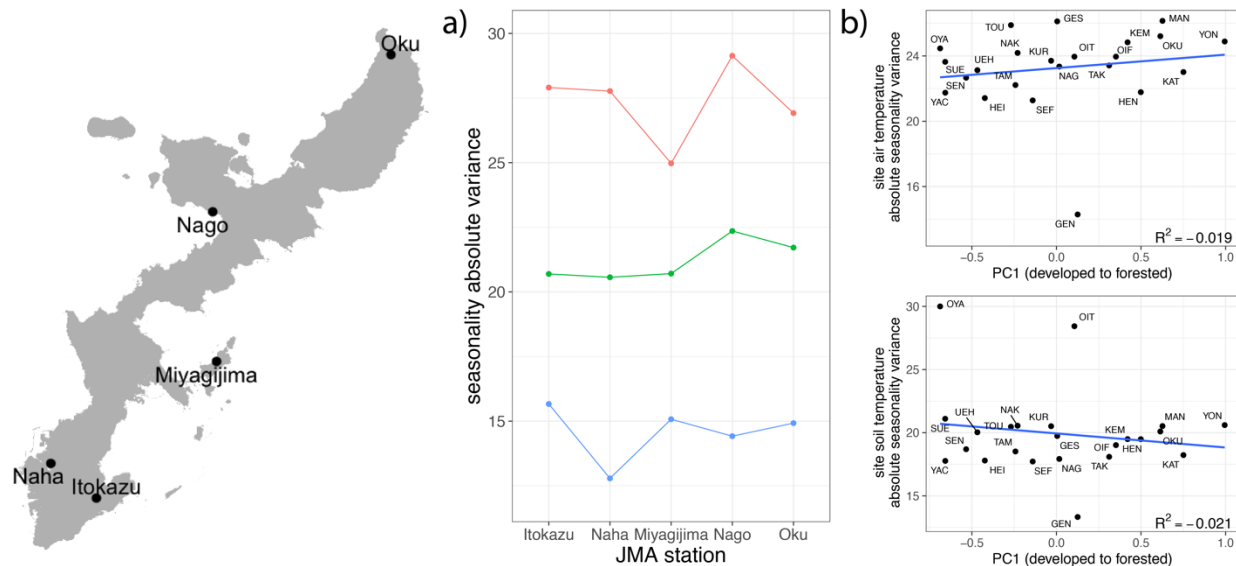 Oku
Nago
Miyagijima
Naha
Itokazu
a)
seasonality absolute variance
30
25
20
15
Itokazu Naha Miyagijima Nago Oku
JMA station
b)
site air temperature
absolute seasonality variance
24
20
16
OYA
TOU
GES
MAN
NAK
KUR
OIT
KEM
OIF
YON
SUE
UEH
OKU
SEN
TAM
NAG
TAK
KAT
YAC
HEI
SEF
HEN
GEN
R² = −0.019
−0.5 0.0 0.5 1.0
PC1 (developed to forested)
site soil temperature
absolute seasonality variance
30
25
20
15
OYA
OIT
UEH
NAK
KUR
MAN
YON
SUE
TOU
KEM
SEN
TAM
GES
OIF
HEN
OKU
YAC
HEI
SEF
NAG
TAK
KAT
GEN
R² = −0.021
−0.5 0.0 0.5 1.0
PC1 (developed to forested)